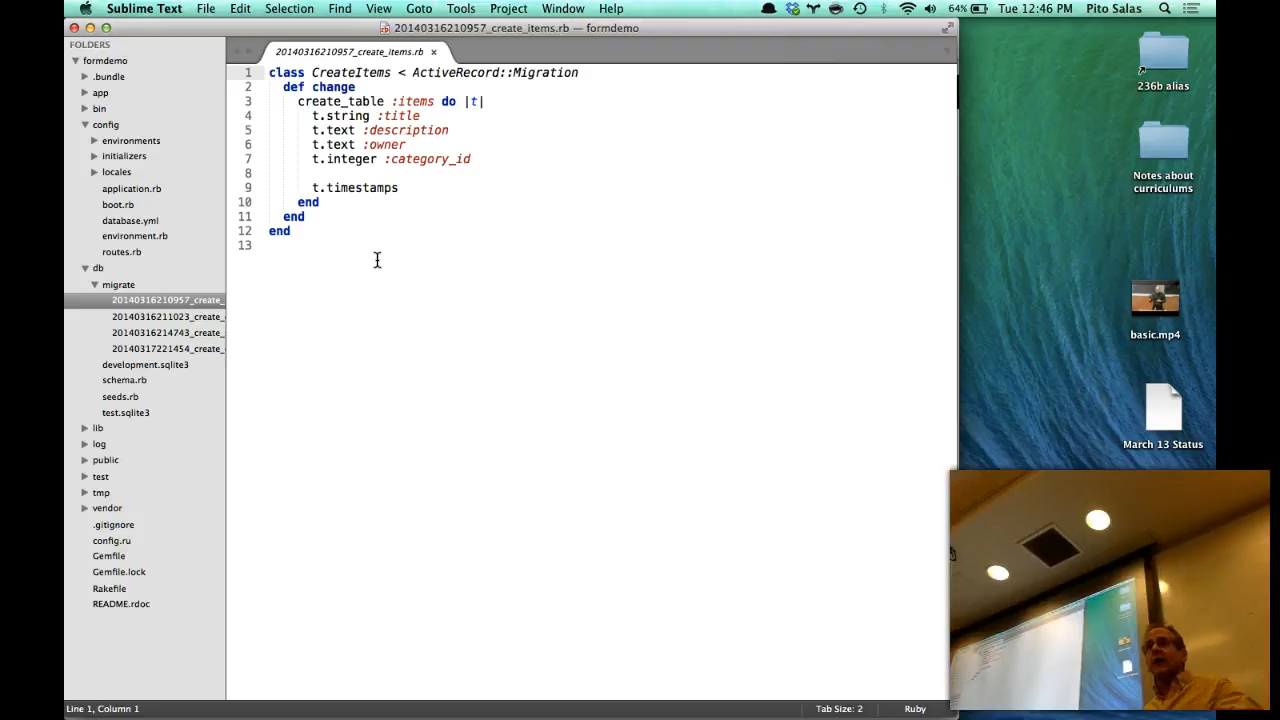 Sublime Text File Edit Selection Find View Goto Tools Project Window Help 64% Tue 12:46 PM Pito Salas
20140316210957_create_items.rb — formdemo
FOLDERS
formdemo
.bundle
app
bin
config
environments
initializers
locales
application.rb
boot.rb
database.yml
environment.rb
routes.rb
db
migrate
20140316210957_create_
20140316211023_create_
20140316214743_create_
20140317221454_create_
development.sqlite3
schema.rb
seeds.rb
test.sqlite3
lib
log
public
test
tmp
vendor
.gitignore
config.ru
Gemfile
Gemfile.lock
Rakefile
README.rdoc
20140316210957_create_items.rb ×
1 class CreateItems < ActiveRecord::Migration
2 def change
3 create_table :items do |t|
4 t.string :title
5 t.text :description
6 t.text :owner
7 t.integer :category_id
8
9 t.timestamps
10 end
11 end
12 end
13
236b alias
Notes about
curriculums
basic.mp4
March 13 Status
Line 1, Column 1 Tab Size: 2 Ruby